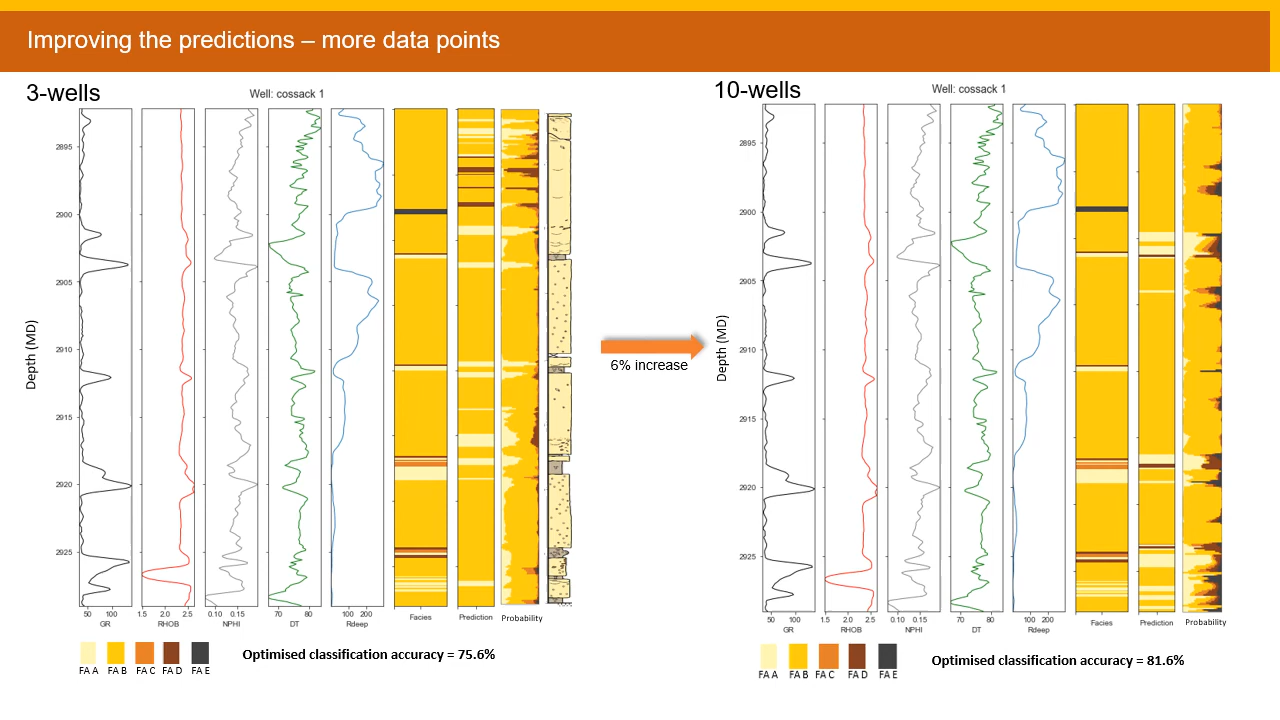 Improving the predictions – more data points
3-wells
Well: cossack 1
Depth (MD)
2895
2900
2905
2910
2915
2920
2925
50 100
1.5 2.0 2.5
0.10 0.15
70 80
100 200
GR
RHOB
NPHI
DT
Rdeep
Facies
Prediction
Probability
FA A
FA B
FA C
FA D
FA E
Optimised classification accuracy = 75.6%
6% increase
10-wells
Well: cossack 1
Depth (MD)
2895
2900
2905
2910
2915
2920
2925
50 100
1.5 2.0 2.5
0.10 0.15
70 80
100 200
GR
RHOB
NPHI
DT
Rdeep
Facies
Prediction
Probability
FA A
FA B
FA C
FA D
FA E
Optimised classification accuracy = 81.6%